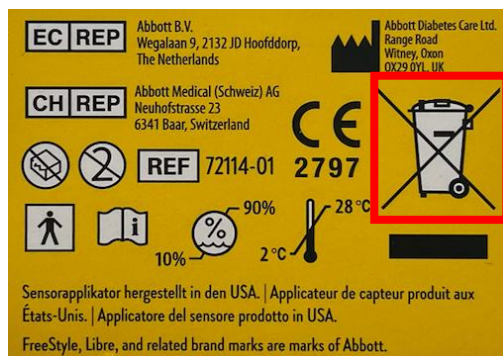 EC REP
Abbott B.V.
Wegalaan 9, 2132 JD Hoofddorp,
The Netherlands
Abbott Diabetes Care Ltd.
Range Road
Witney, Oxon
OX29 0YL, UK
CH REP
Abbott Medical (Schweiz) AG
Neuhofstrasse 23
6341 Baar, Switzerland
CE
2797
2
REF 72114-01
i
%
90%
10%
28 °C
2 °C
Sensorapplikator hergestellt in den USA. | Applicateur de capteur produit aux
États-Unis. | Applicatore del sensore prodotto in USA.
FreeStyle, Libre, and related brand marks are marks of Abbott.